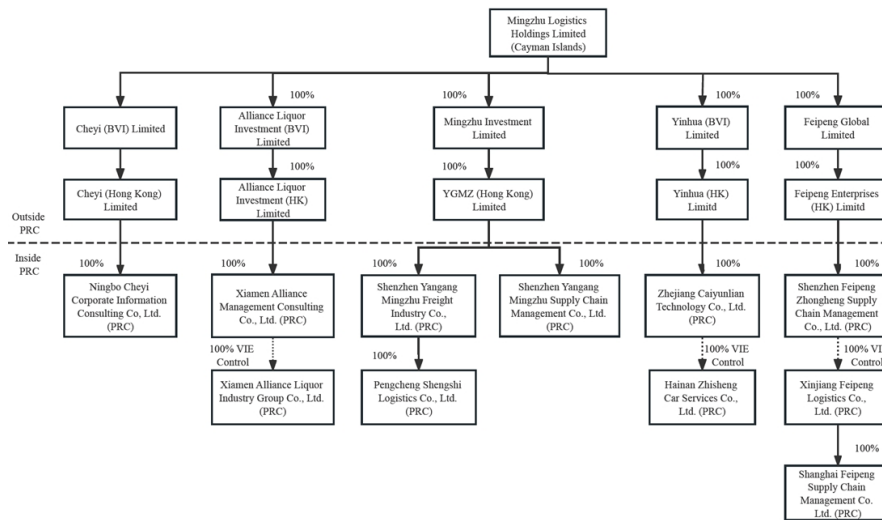 Mingzhu Logistics
Holdings Limited
(Cayman Islands)
100%
100%
100%
100%
Cheyi (BVI) Limited
Alliance Liquor
Investment (BVI)
Limited
Mingzhu Investment
Limited
Yinhua (BVI)
Limited
Feipeng Global
Limited
100%
100%
100%
100%
Cheyi (Hong Kong)
Limited
Alliance Liquor
Investment (HK)
Limited
YGMZ (Hong Kong)
Limited
Yinhua (HK)
Limitd
Feipeng Enterprises
(HK) Limitd
Outside
PRC
Inside
PRC
100%
100%
100%
100%
100%
100%
Ningbo Cheyi
Corporate Information
Consulting Co, Ltd.
(PRC)
Xiamen Alliance
Management Consulting
Co., Ltd. (PRC)
Shenzhen Yangang
Mingzhu Freight
Industry Co.,
Ltd. (PRC)
Shenzhen Yangang
Mingzhu Supply Chain
Management Co., Ltd. (PRC)
Zhejiang Caiyunlian
Technology Co., Ltd.
(PRC)
Shenzhen Feipeng
Zhongheng Supply
Chain Management
Co., Ltd. (PRC)
100% VIE
Control
100%
100% VIE
Control
100% VIE
Control
Xiamen Alliance Liquor
Industry Group Co., Ltd.
(PRC)
Pengcheng Shengshi
Logistics Co., Ltd.
(PRC)
Hainan Zhisheng
Car Services Co.,
Ltd. (PRC)
Xinjiang Feipeng
Logistics Co.,
Ltd. (PRC)
100%
Shanghai Feipeng
Supply Chain
Management Co.
Ltd. (PRC)